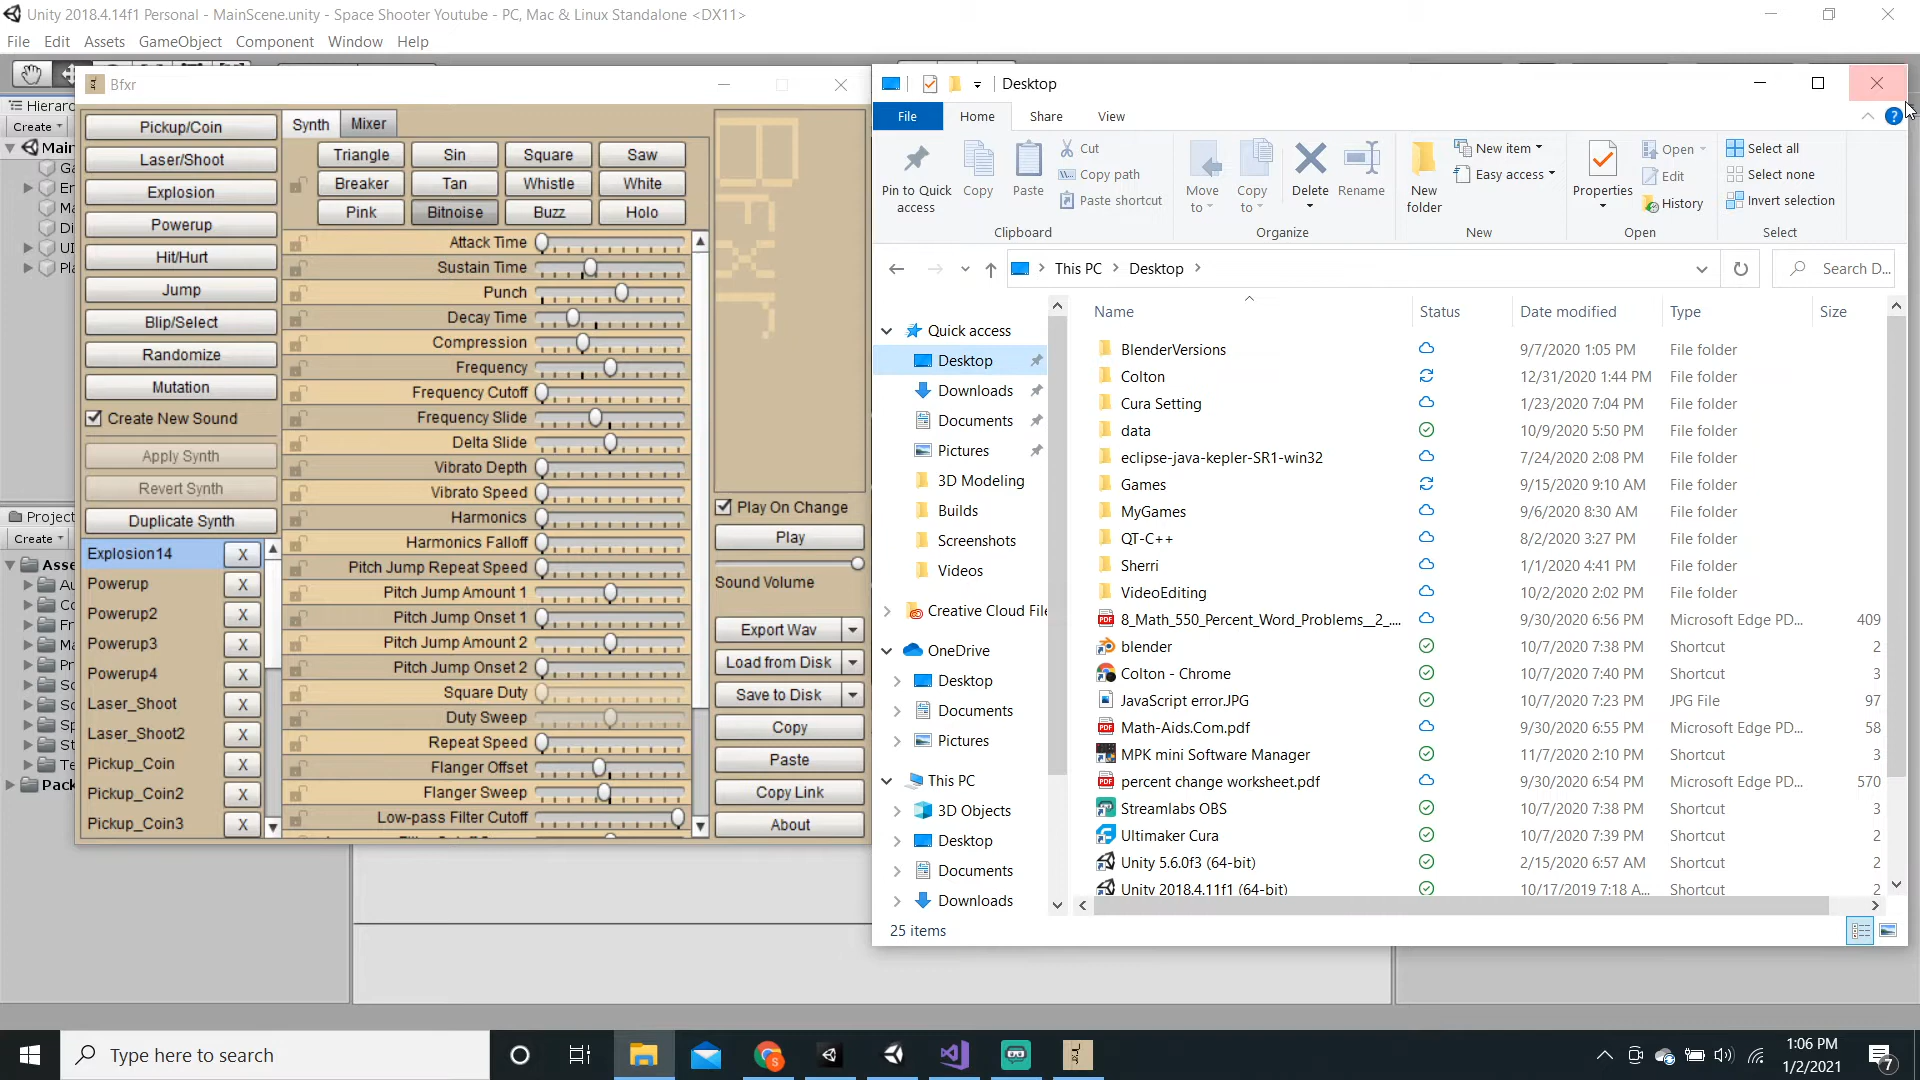 Unity 2018.4.14f1 Personal - MainScene.unity - Space Shooter Youtube - PC, Mac & Linux Standalone <DX11>
File Edit Assets GameObject Component Window Help
Bfxr
Pickup/Coin
Laser/Shoot
Explosion
Powerup
Hit/Hurt
Jump
Blip/Select
Randomize
Mutation
Create New Sound
Apply Synth
Revert Synth
Duplicate Synth
Explosion14 X
Powerup X
Powerup2 X
Powerup3 X
Powerup4 X
Laser_Shoot X
Laser_Shoot2 X
Pickup_Coin X
Pickup_Coin2 X
Pickup_Coin3 X
Synth Mixer
Triangle Sin Square Saw
Breaker Tan Whistle White
Pink Bitnoise Buzz Holo
Attack Time
Sustain Time
Punch
Decay Time
Compression
Frequency
Frequency Cutoff
Frequency Slide
Delta Slide
Vibrato Depth
Vibrato Speed
Harmonics
Harmonics Falloff
Pitch Jump Repeat Speed
Pitch Jump Amount 1
Pitch Jump Onset 1
Pitch Jump Amount 2
Pitch Jump Onset 2
Square Duty
Duty Sweep
Repeat Speed
Flanger Offset
Flanger Sweep
Low-pass Filter Cutoff
Bfxr
Play On Change
Play
Sound Volume
Export Wav
Load from Disk
Save to Disk
Copy
Paste
Copy Link
About
Create
Project
Create
Desktop
File Home Share View
Pin to Quick access
Copy
Paste
Cut
Copy path
Paste shortcut
Clipboard
Move to
Copy to
Delete
Rename
Organize
New folder
New item
Easy access
New
Properties
Open
Edit
History
Open
Select all
Select none
Invert selection
Select
This PC Desktop
Search D...
Quick access
Desktop
Downloads
Documents
Pictures
3D Modeling
Builds
Screenshots
Videos
Creative Cloud File
OneDrive
Desktop
Documents
Pictures
This PC
3D Objects
Desktop
Documents
Downloads
Name Status Date modified Type Size
BlenderVersions 9/7/2020 1:05 PM File folder
Colton 12/31/2020 1:44 PM File folder
Cura Setting 1/23/2020 7:04 PM File folder
data 10/9/2020 5:50 PM File folder
eclipse-java-kepler-SR1-win32 7/24/2020 2:08 PM File folder
Games 9/15/2020 9:10 AM File folder
MyGames 9/6/2020 8:30 AM File folder
QT-C++ 8/2/2020 3:27 PM File folder
Sherri 1/1/2020 4:41 PM File folder
VideoEditing 10/2/2020 2:02 PM File folder
8_Math_550_Percent_Word_Problems__2_.... 9/30/2020 6:56 PM Microsoft Edge PD... 409
blender 10/7/2020 7:38 PM Shortcut 2
Colton - Chrome 10/7/2020 7:40 PM Shortcut 3
JavaScript error.JPG 10/7/2020 7:23 PM JPG File 97
Math-Aids.Com.pdf 9/30/2020 6:55 PM Microsoft Edge PD... 58
MPK mini Software Manager 11/7/2020 2:10 PM Shortcut 3
percent change worksheet.pdf 9/30/2020 6:54 PM Microsoft Edge PD... 570
Streamlabs OBS 10/7/2020 7:38 PM Shortcut 3
Ultimaker Cura 10/7/2020 7:39 PM Shortcut 2
Unity 5.6.0f3 (64-bit) 2/15/2020 6:57 AM Shortcut 2
Unity 2018.4.11f1 (64-bit) 10/17/2019 7:18 A... Shortcut 2
25 items
Type here to search
1:06 PM
1/2/2021
7